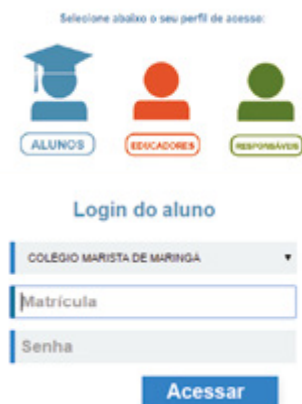 Selecione abaixo o seu perfil de acesso:
ALUNOS
EDUCADORES
RESPONSÁVEIS
Login do aluno
COLÉGIO MARISTA DE MARINGÁ
Matrícula
Senha
Acessar